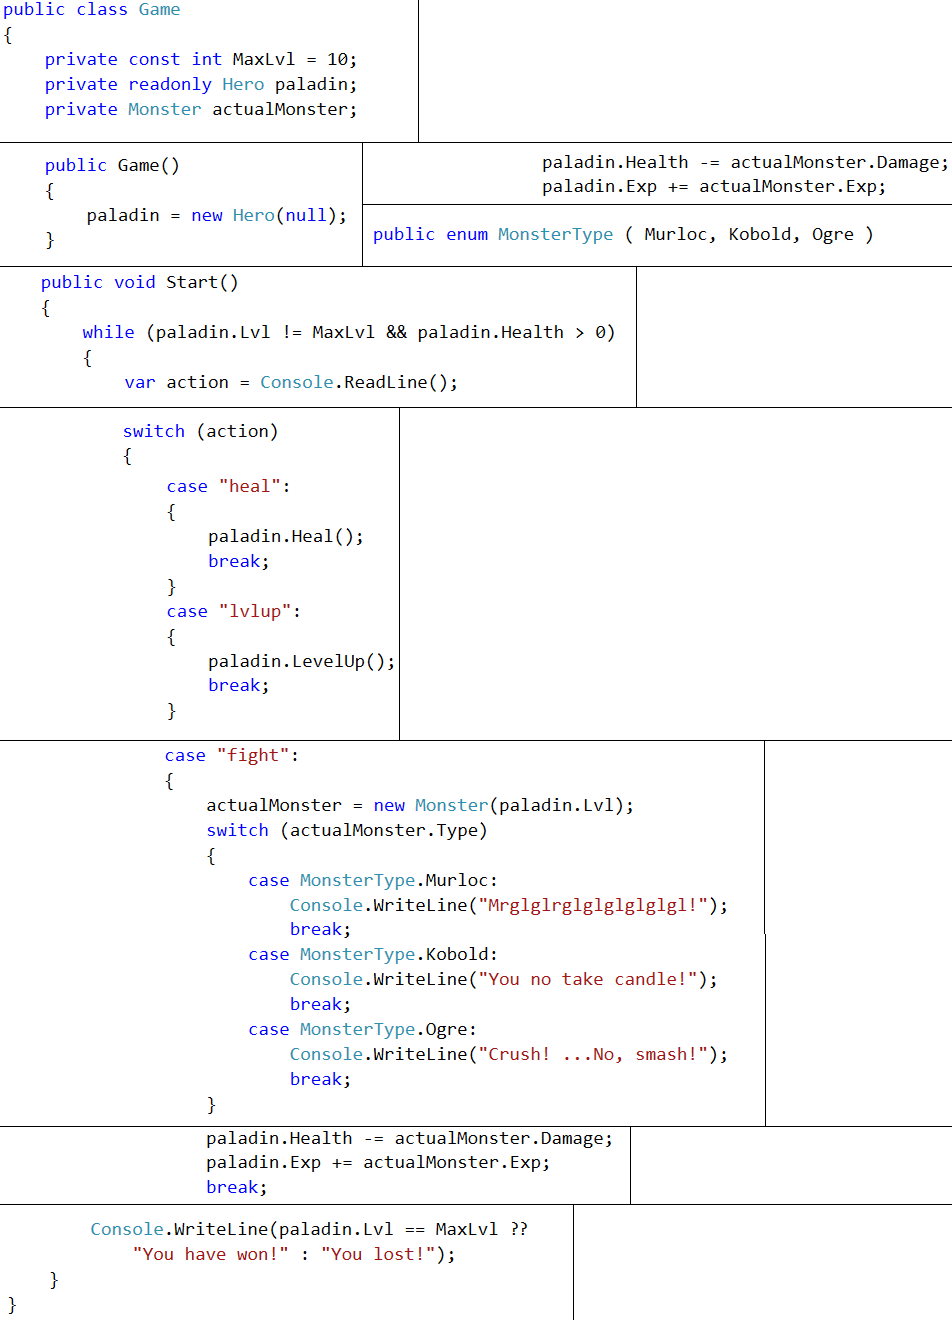 public class Game
{
    private const int MaxLvl = 10;
    private readonly Hero paladin;
    private Monster actualMonster;
    public Game()
    {
        paladin = new Hero(null);
    }
paladin.Health -= actualMonster.Damage;
paladin.Exp += actualMonster.Exp;
public enum MonsterType ( Murloc, Kobold, Ogre )
    public void Start()
    {
        while (paladin.Lvl != MaxLvl && paladin.Health > 0)
        {
            var action = Console.ReadLine();
            switch (action)
            {
                case "heal":
                {
                    paladin.Heal();
                    break;
                }
                case "lvlup":
                {
                    paladin.LevelUp();
                    break;
                }
                case "fight":
                {
                    actualMonster = new Monster(paladin.Lvl);
                    switch (actualMonster.Type)
                    {
                        case MonsterType.Murloc:
                            Console.WriteLine("Mrglglrglglglglglgl!");
                            break;
                        case MonsterType.Kobold:
                            Console.WriteLine("You no take candle!");
                            break;
                        case MonsterType.Ogre:
                            Console.WriteLine("Crush! ...No, smash!");
                            break;
                    }
                    paladin.Health -= actualMonster.Damage;
                    paladin.Exp += actualMonster.Exp;
                    break;
        Console.WriteLine(paladin.Lvl == MaxLvl ??
            "You have won!" : "You lost!");
    }
}